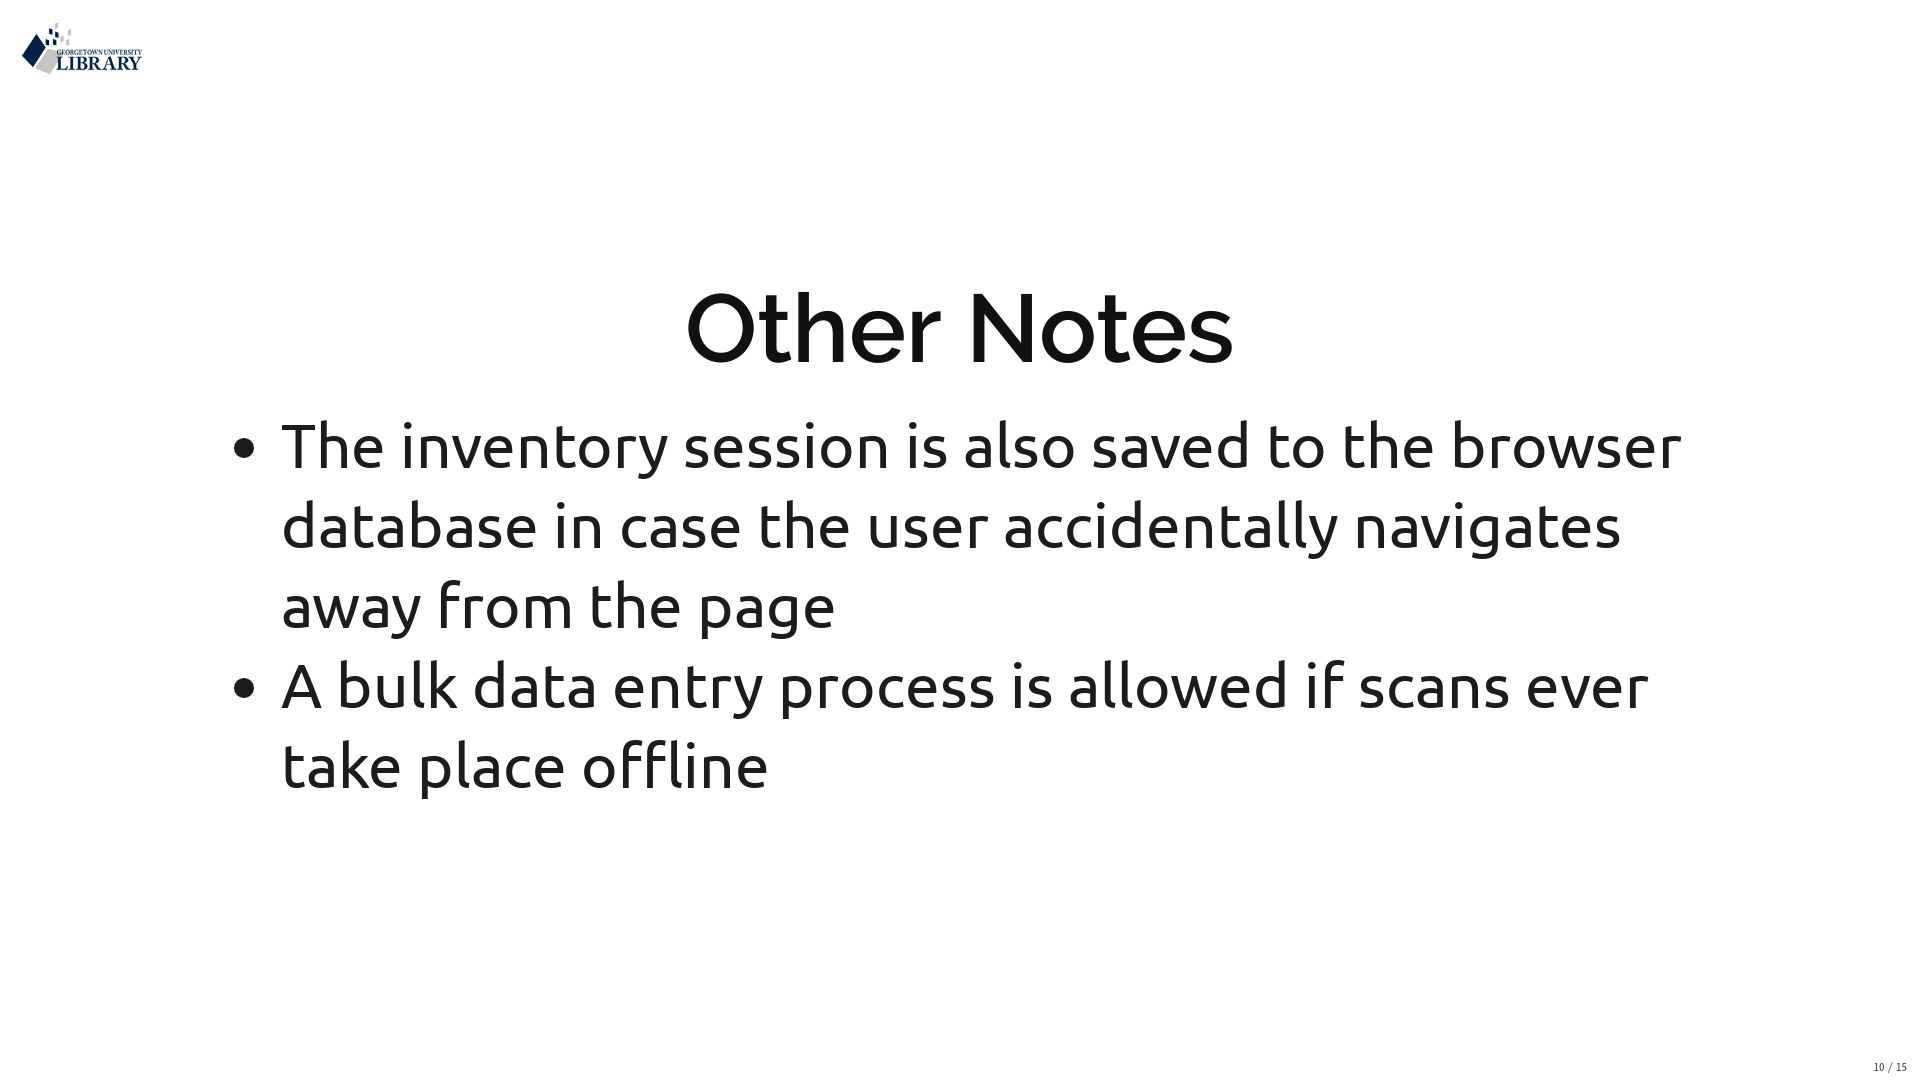 GEORGETOWN UNIVERSITY
LIBRARY
Other Notes
• The inventory session is also saved to the browser
database in case the user accidentally navigates
away from the page
• A bulk data entry process is allowed if scans ever
take place offline
10 / 15